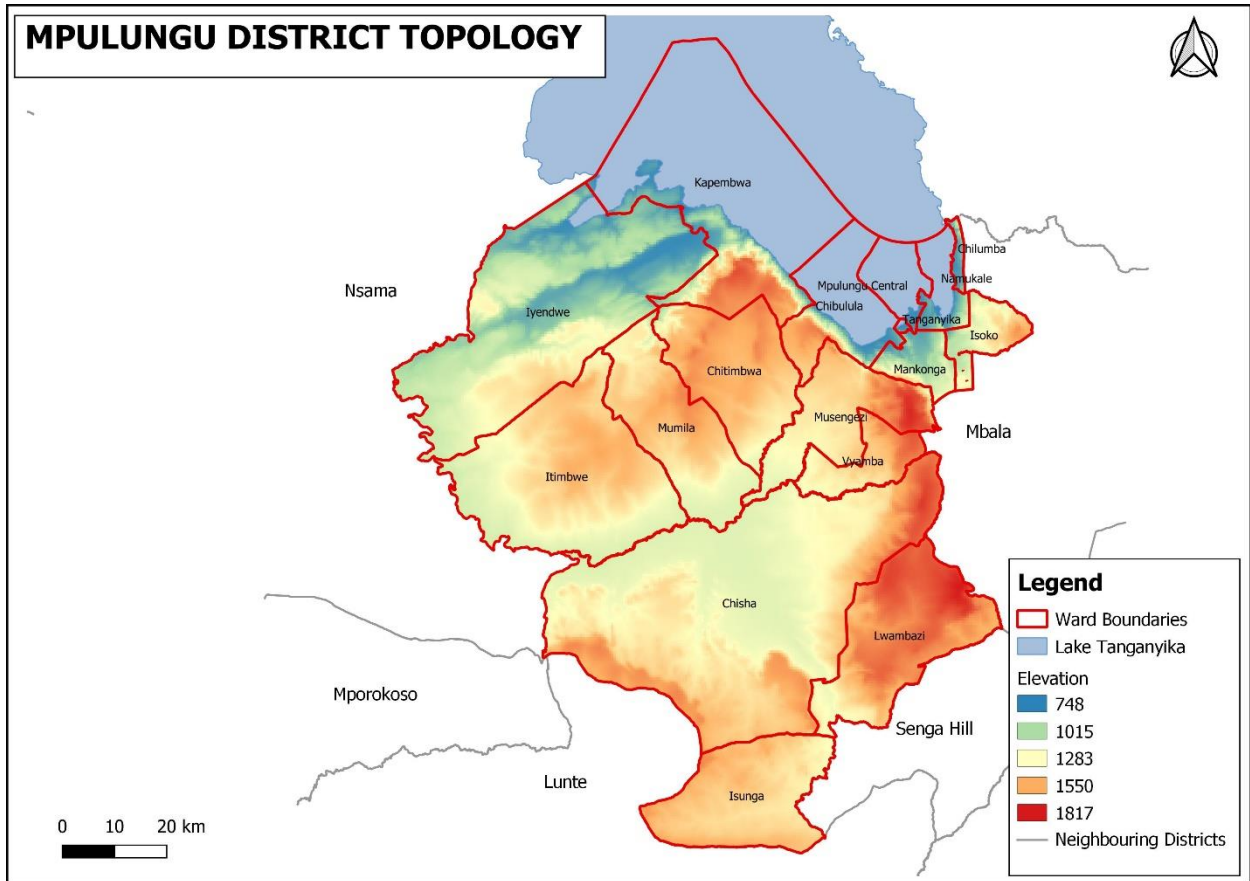 MPULUNGU DISTRICT TOPOLOGY
Kapembwa
Chilumba
Namukale
Mpulungu Central
Chibulula
Tanganyika
Nsama
Iyendwe
Isoko
Mankonga
Chitimbwa
Musengezi
Mbala
Mumila
Vyamba
Itimbwe
Chisha
Lwambazi
Mporokoso
Senga Hill
Lunte
Isunga
0 10 20 km
Legend
Ward Boundaries
Lake Tanganyika
Elevation
748
1015
1283
1550
1817
Neighbouring Districts